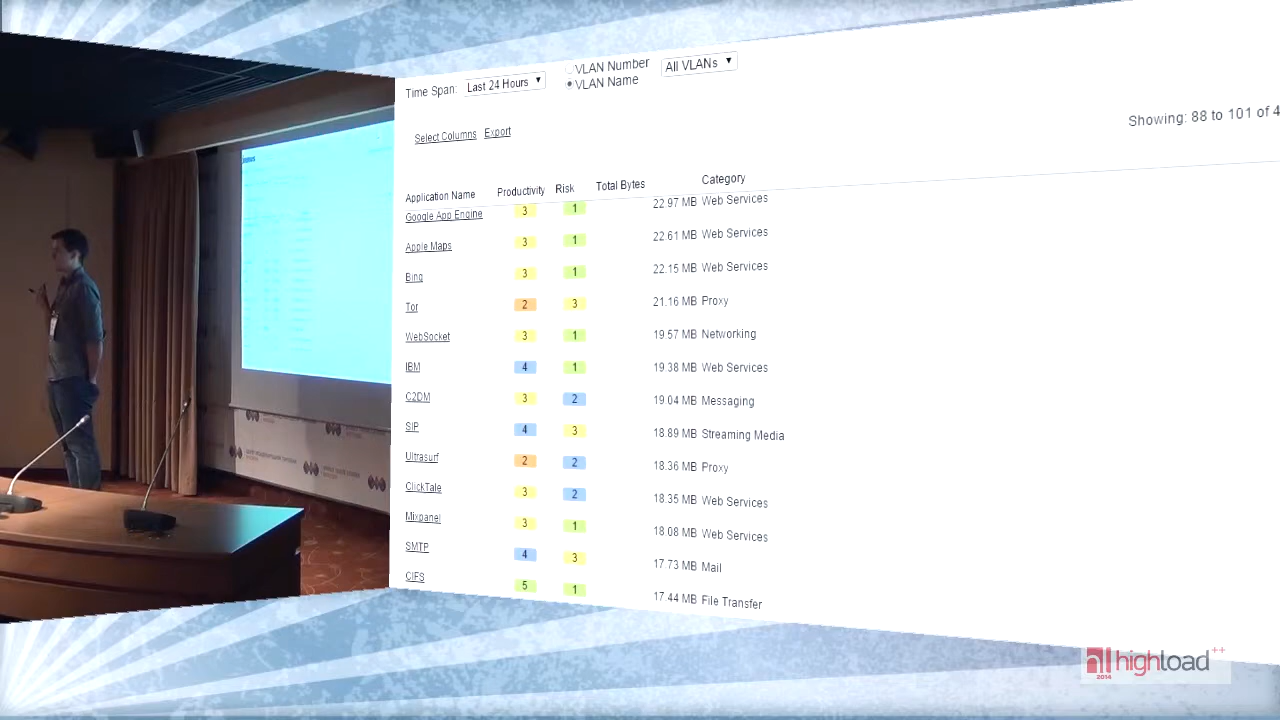 VLAN Number
Time Span: Last 24 Hours VLAN Name All VLANs
Showing: 88 to 101 of 4
Select Columns Export
Application Name Productivity Risk Total Bytes Category
Google App Engine 3 1 22.97 MB Web Services
Apple Maps 3 1 22.61 MB Web Services
Bing 3 1 22.15 MB Web Services
Tor 2 3 21.16 MB Proxy
WebSocket 3 1 19.57 MB Networking
IBM 4 1 19.38 MB Web Services
C2DM 3 2 19.04 MB Messaging
SIP 4 3 18.89 MB Streaming Media
Ultrasurf 2 2 18.36 MB Proxy
ClickTale 3 2 18.35 MB Web Services
Mixpanel 3 1 18.08 MB Web Services
SMTP 4 3 17.73 MB Mail
CIFS 5 1 17.44 MB File Transfer
highload++
2014